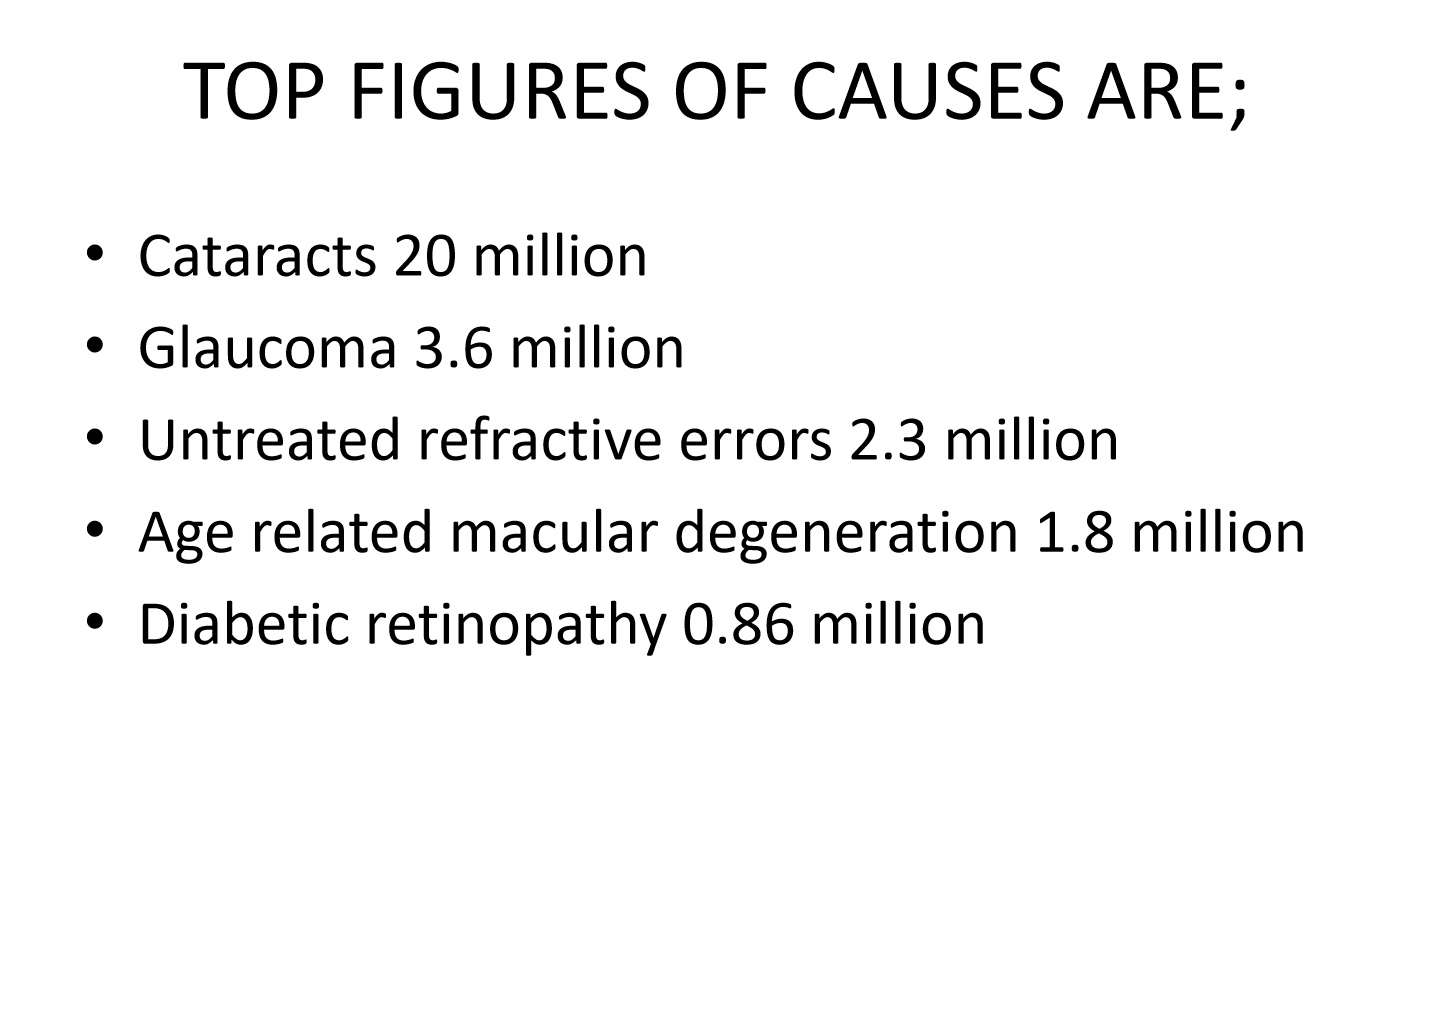 TOP FIGURES OF CAUSES ARE;
• Cataracts 20 million
• Glaucoma 3.6 million
• Untreated refractive errors 2.3 million
• Age related macular degeneration 1.8 million
• Diabetic retinopathy 0.86 million